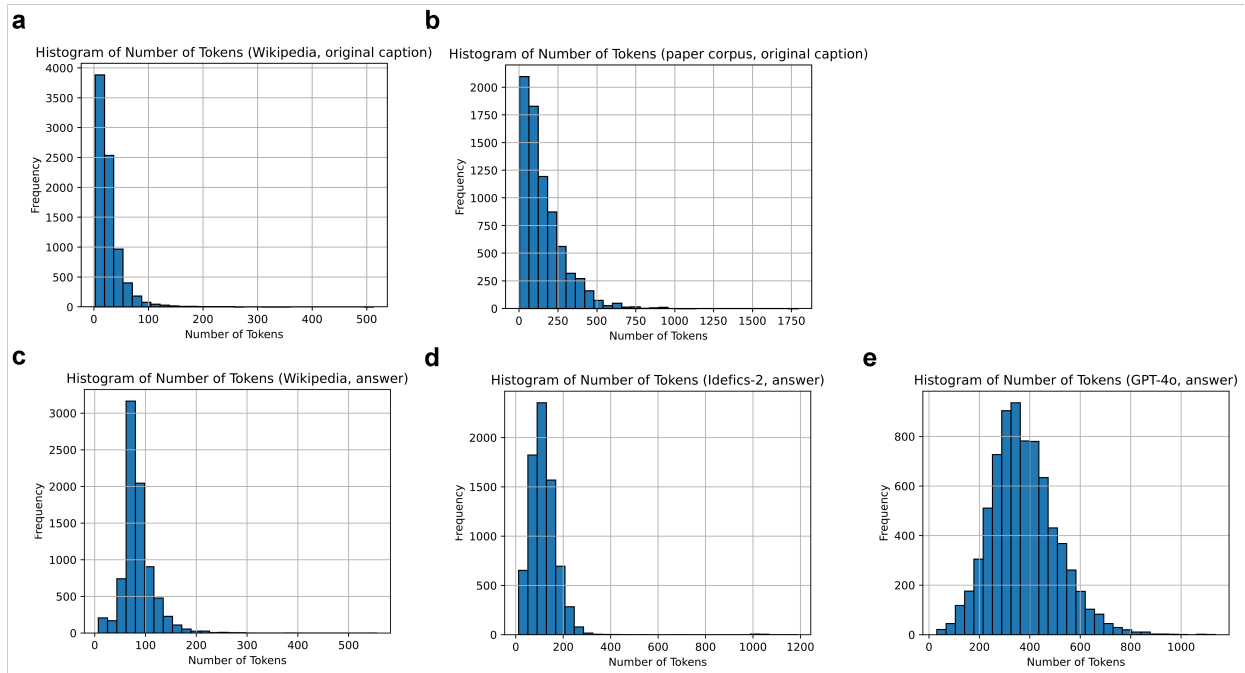 a
Histogram of Number of Tokens (Wikipedia, original caption)
4000
3500
3000
2500
2000
1500
1000
500
0
Frequency
0 100 200 300 400 500
Number of Tokens
b
Histogram of Number of Tokens (paper corpus, original caption)
2000
1750
1500
1250
1000
750
500
250
0
Frequency
0 250 500 750 1000 1250 1500 1750
Number of Tokens
c
Histogram of Number of Tokens (Wikipedia, answer)
3000
2500
2000
1500
1000
500
0
Frequency
0 100 200 300 400 500
Number of Tokens
d
Histogram of Number of Tokens (Idefics-2, answer)
2000
1500
1000
500
0
Frequency
0 200 400 600 800 1000 1200
Number of Tokens
e
Histogram of Number of Tokens (GPT-4o, answer)
800
600
400
200
0
Frequency
0 200 400 600 800 1000
Number of Tokens